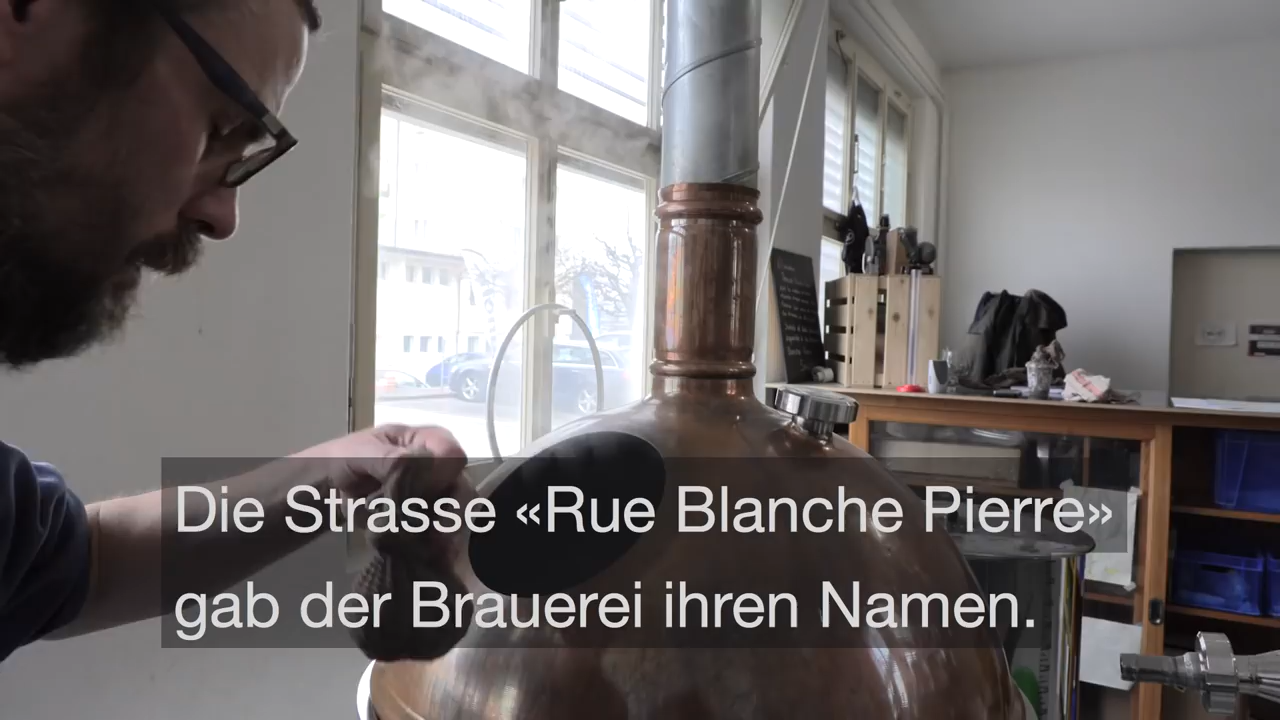 Die Strasse «Rue Blanche Pierre»
gab der Brauerei ihren Namen.